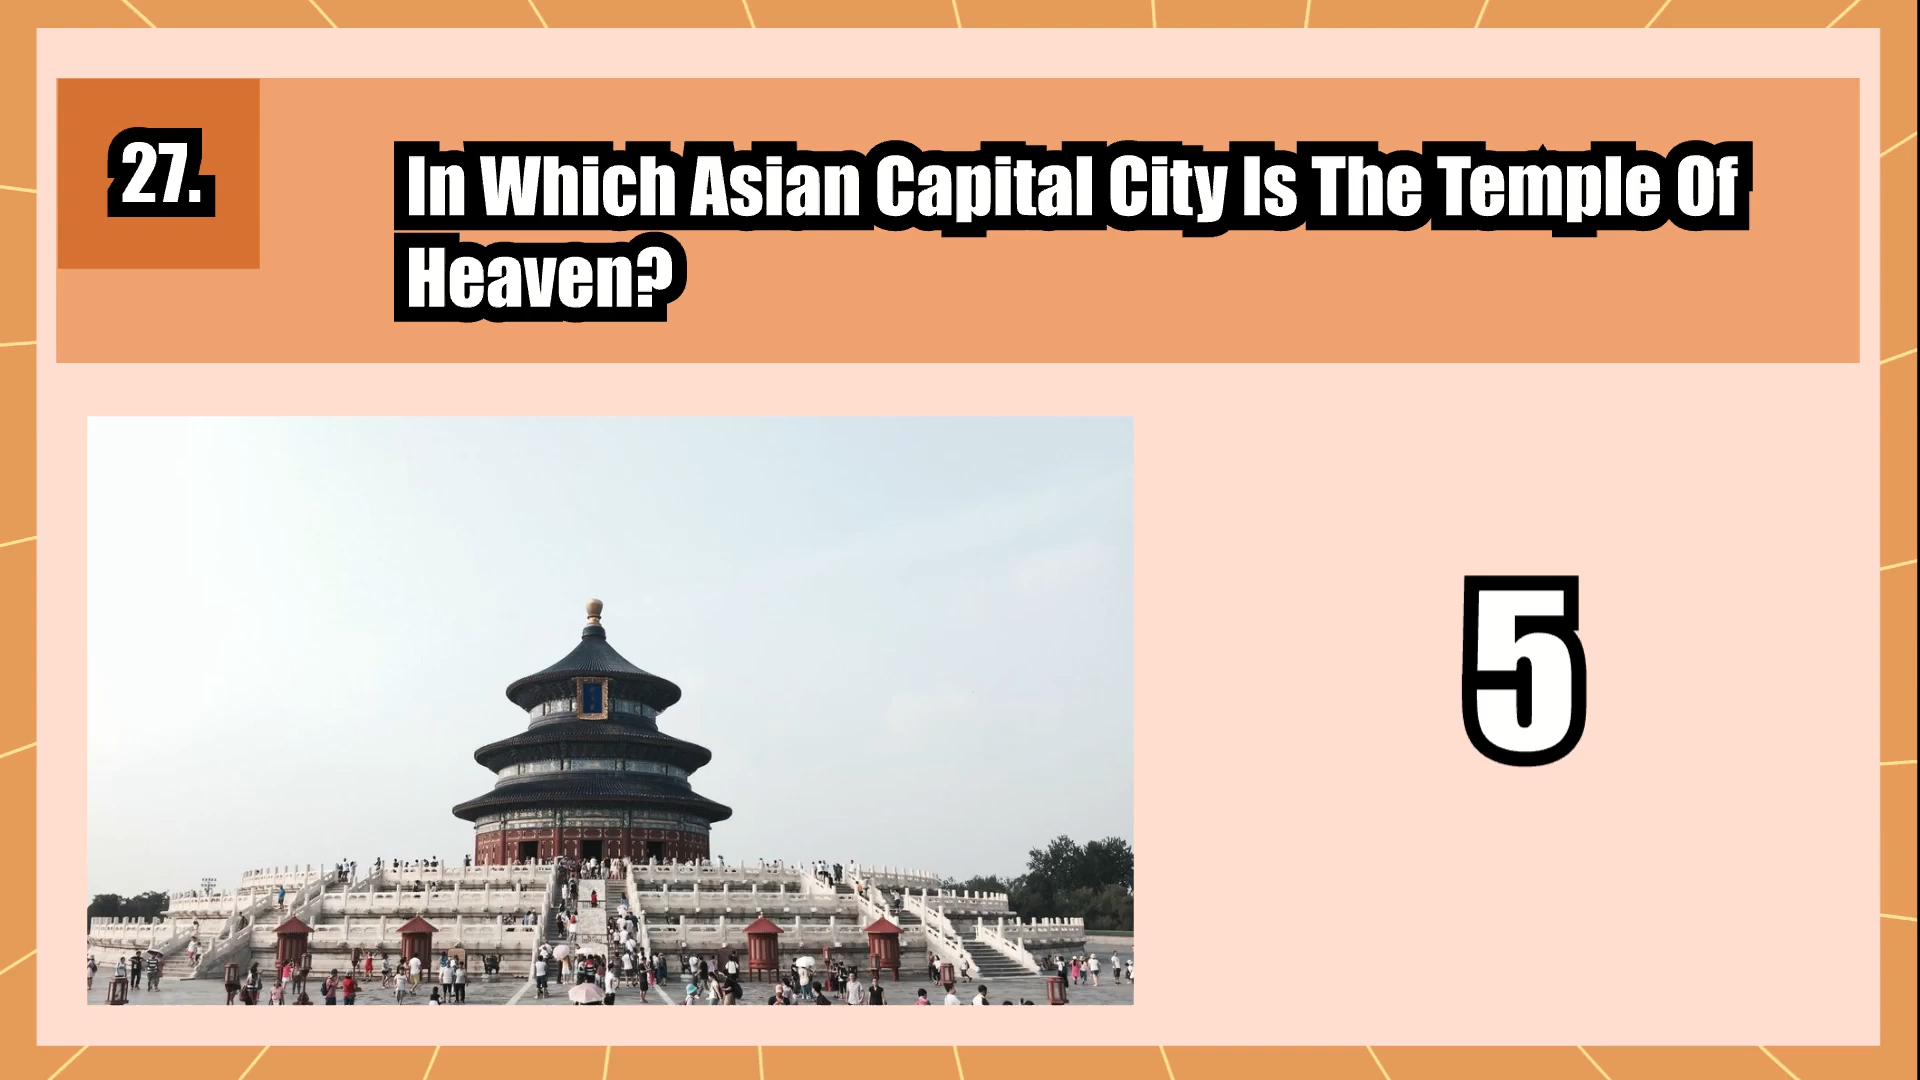 27.
In Which Asian Capital City Is The Temple Of
Heaven?
5